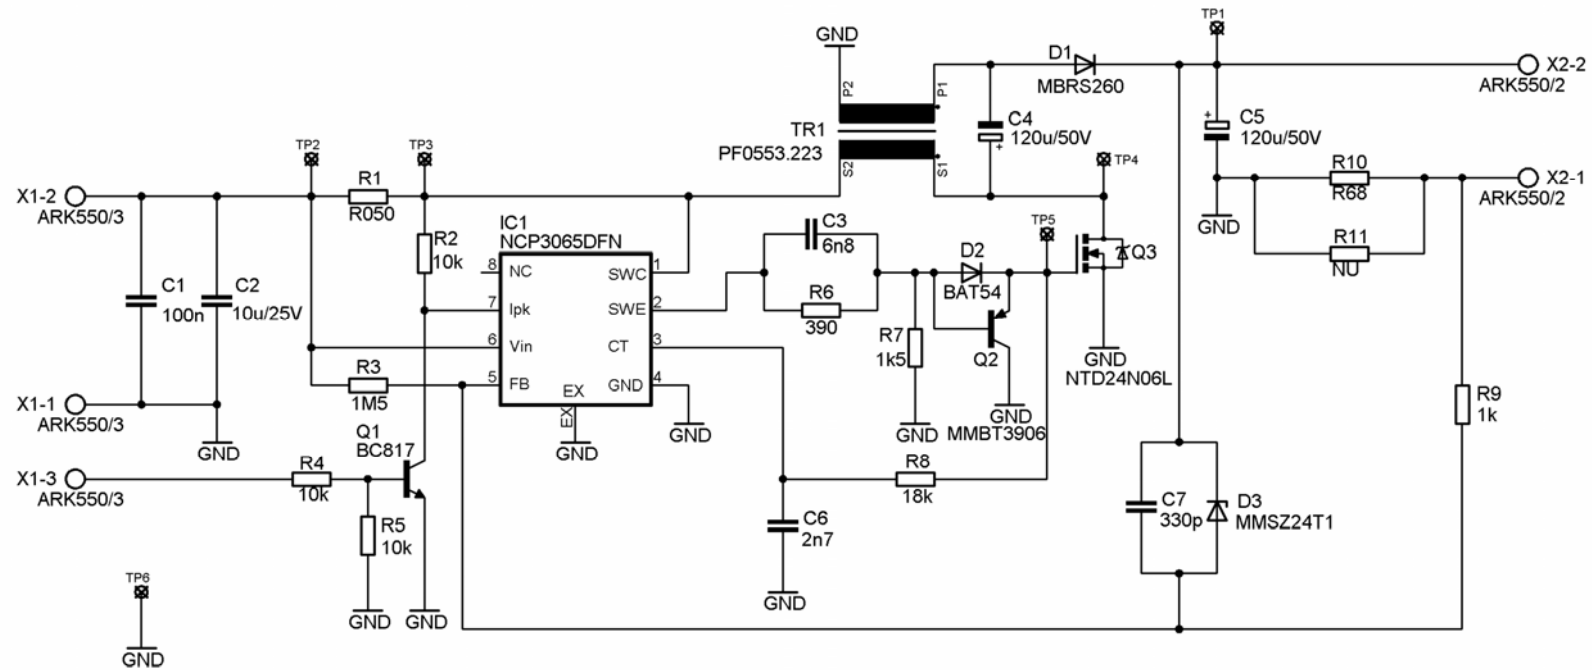 TP1
GND
D1
MBRS260
X2-2
ARK550/2
P2
P1
TR1
PF0553.223
S2
S1
C4
120u/50V
+
+
C5
120u/50V
TP2
TP3
TP4
X1-2
ARK550/3
R1
R050
R10
R68
X2-1
ARK550/2
GND
R11
NU
IC1
NCP3065DFN
R2
10k
C3
6n8
TP5
D2
BAT54
Q3
8
NC
SWC
1
7
Ipk
SWE
2
6
Vin
CT
3
5
FB
GND
4
EX
EX
C1
100n
C2
10u/25V
R6
390
R7
1k5
Q2
GND
NTD24N06L
R3
1M5
X1-1
ARK550/3
GND
GND
GND
GND
GND
MMBT3906
R9
1k
Q1
BC817
X1-3
ARK550/3
R4
10k
R8
18k
R5
10k
C6
2n7
C7
330p
D3
MMSZ24T1
TP6
GND
GND
GND
GND